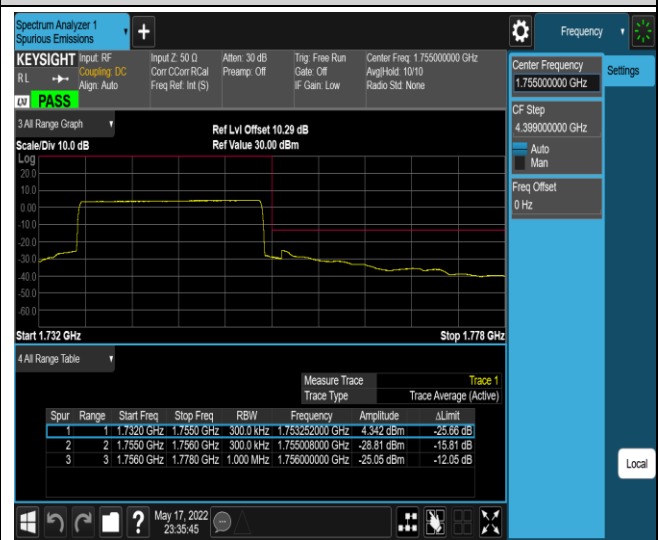 Spectrum Analyzer 1
Spurious Emissions
Frequency
KEYSIGHT Input: RF
RL
Coupling: DC
Align: Auto
Input Z: 50 Ω
Corr CCorr RCal
Freq Ref: Int (S)
Atten: 30 dB
Preamp: Off
Trig: Free Run
Gate: Off
IF Gain: Low
Center Freq: 1.755000000 GHz
Avg|Hold: 10/10
Radio Std: None
LXI PASS
Center Frequency
1.755000000 GHz
Settings
CF Step
4.399000000 GHz
Auto
Man
Freq Offset
0 Hz
3 All Range Graph
Ref Lvl Offset 10.29 dB
Scale/Div 10.0 dB Ref Value 30.00 dBm
Log
20.0
10.0
0.00
-10.0
-20.0
-30.0
-40.0
-50.0
-60.0
Start 1.732 GHz Stop 1.778 GHz
4 All Range Table
Measure Trace Trace 1
Trace Type Trace Average (Active)
Spur Range Start Freq Stop Freq RBW Frequency Amplitude ΔLimit
1 1 1.7320 GHz 1.7550 GHz 300.0 kHz 1.753252000 GHz 4.342 dBm -25.66 dB
2 2 1.7550 GHz 1.7560 GHz 300.0 kHz 1.755008000 GHz -28.81 dBm -15.81 dB
3 3 1.7560 GHz 1.7780 GHz 1.000 MHz 1.756000000 GHz -25.05 dBm -12.05 dB
Local
May 17, 2022
23:35:45